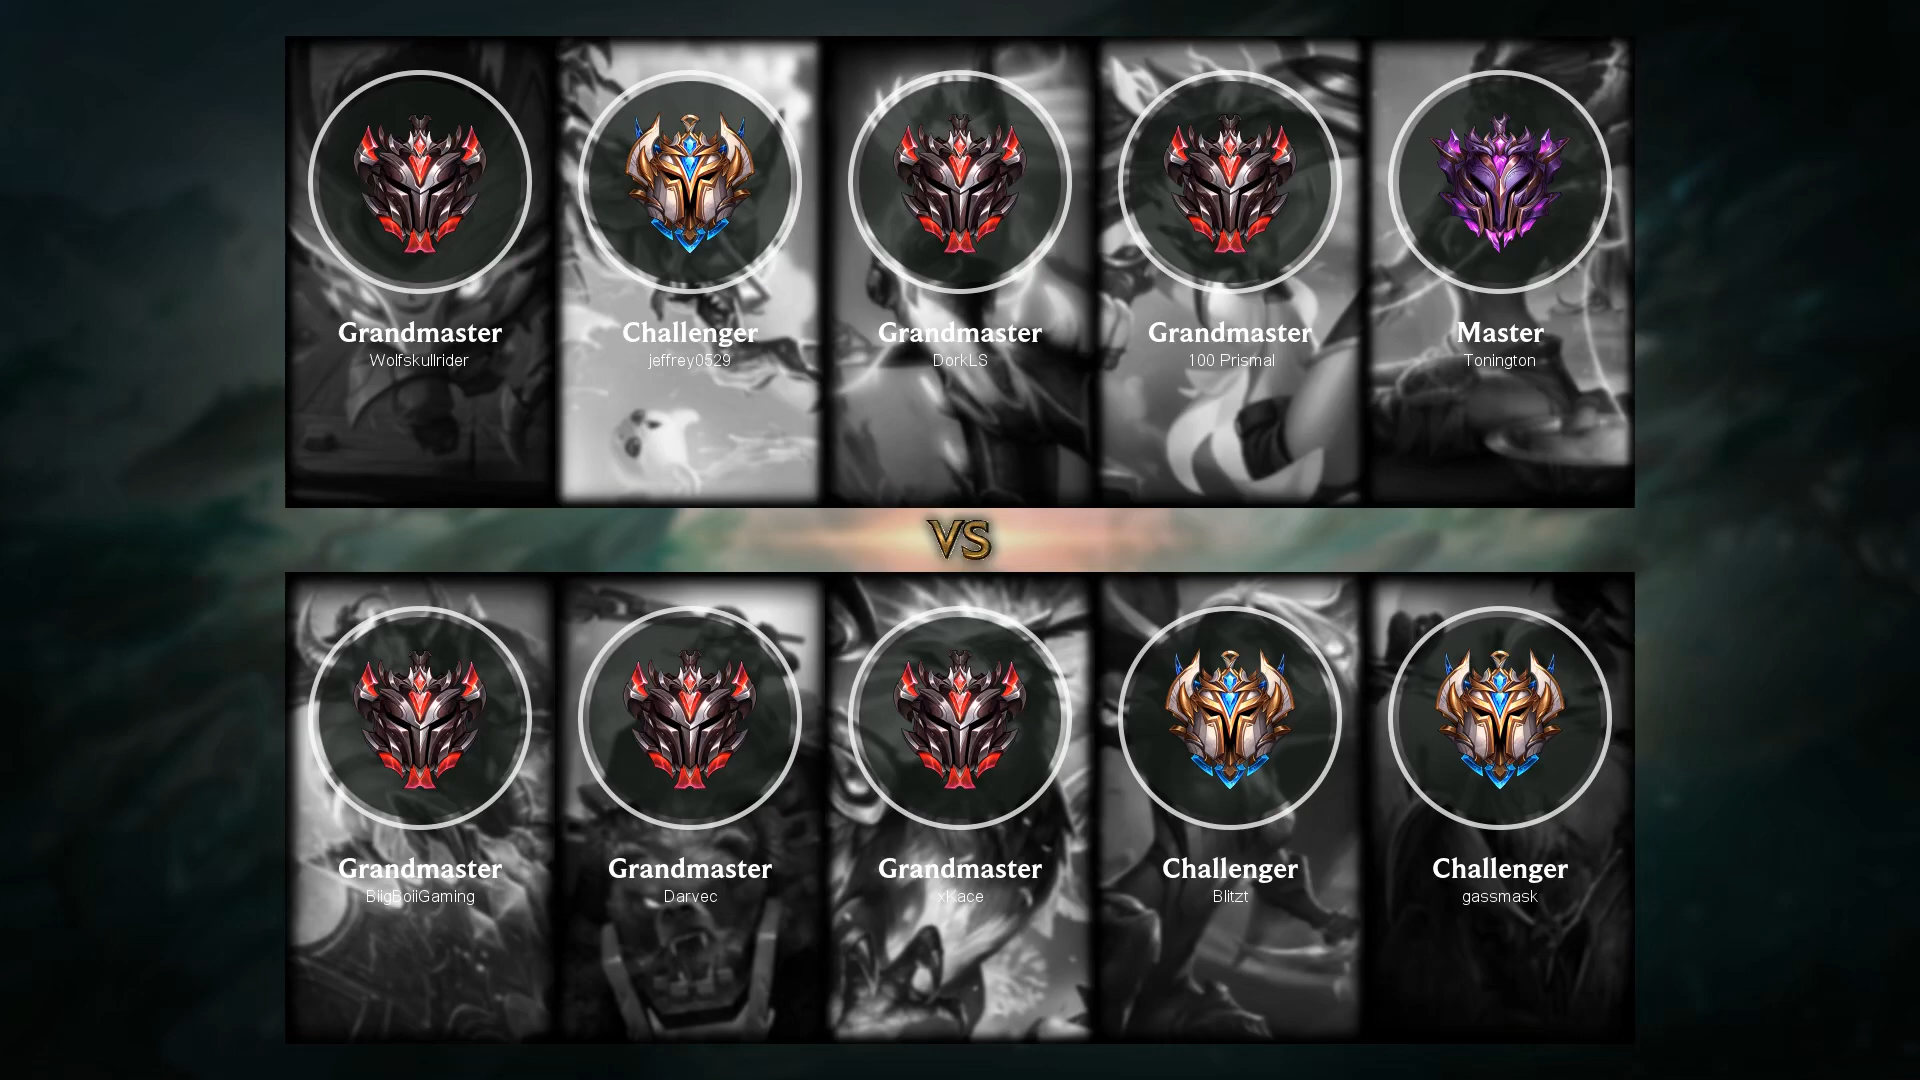 Grandmaster
Wolfskullrider
Challenger
jeffrey0529
Grandmaster
DorkLS
Grandmaster
100 Prismal
Master
Tonington
VS
Grandmaster
BiigBoiiGaming
Grandmaster
Darvec
Grandmaster
xKace
Challenger
Blitzt
Challenger
gassmask